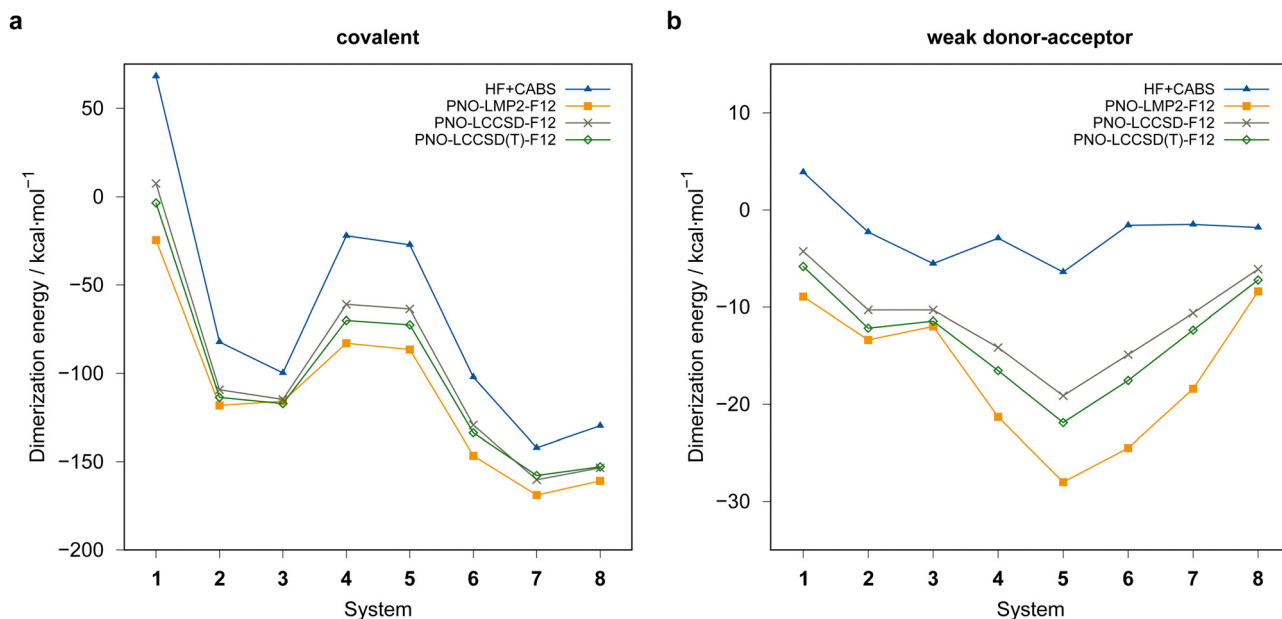 a
covalent
HF+CABS
PNO-LMP2-F12
PNO-LCCSD-F12
PNO-LCCSD(T)-F12
50
0
−50
−100
−150
−200
Dimerization energy / kcal·mol⁻¹
1 2 3 4 5 6 7 8
System
b
weak donor-acceptor
HF+CABS
PNO-LMP2-F12
PNO-LCCSD-F12
PNO-LCCSD(T)-F12
10
0
−10
−20
−30
Dimerization energy / kcal·mol⁻¹
1 2 3 4 5 6 7 8
System